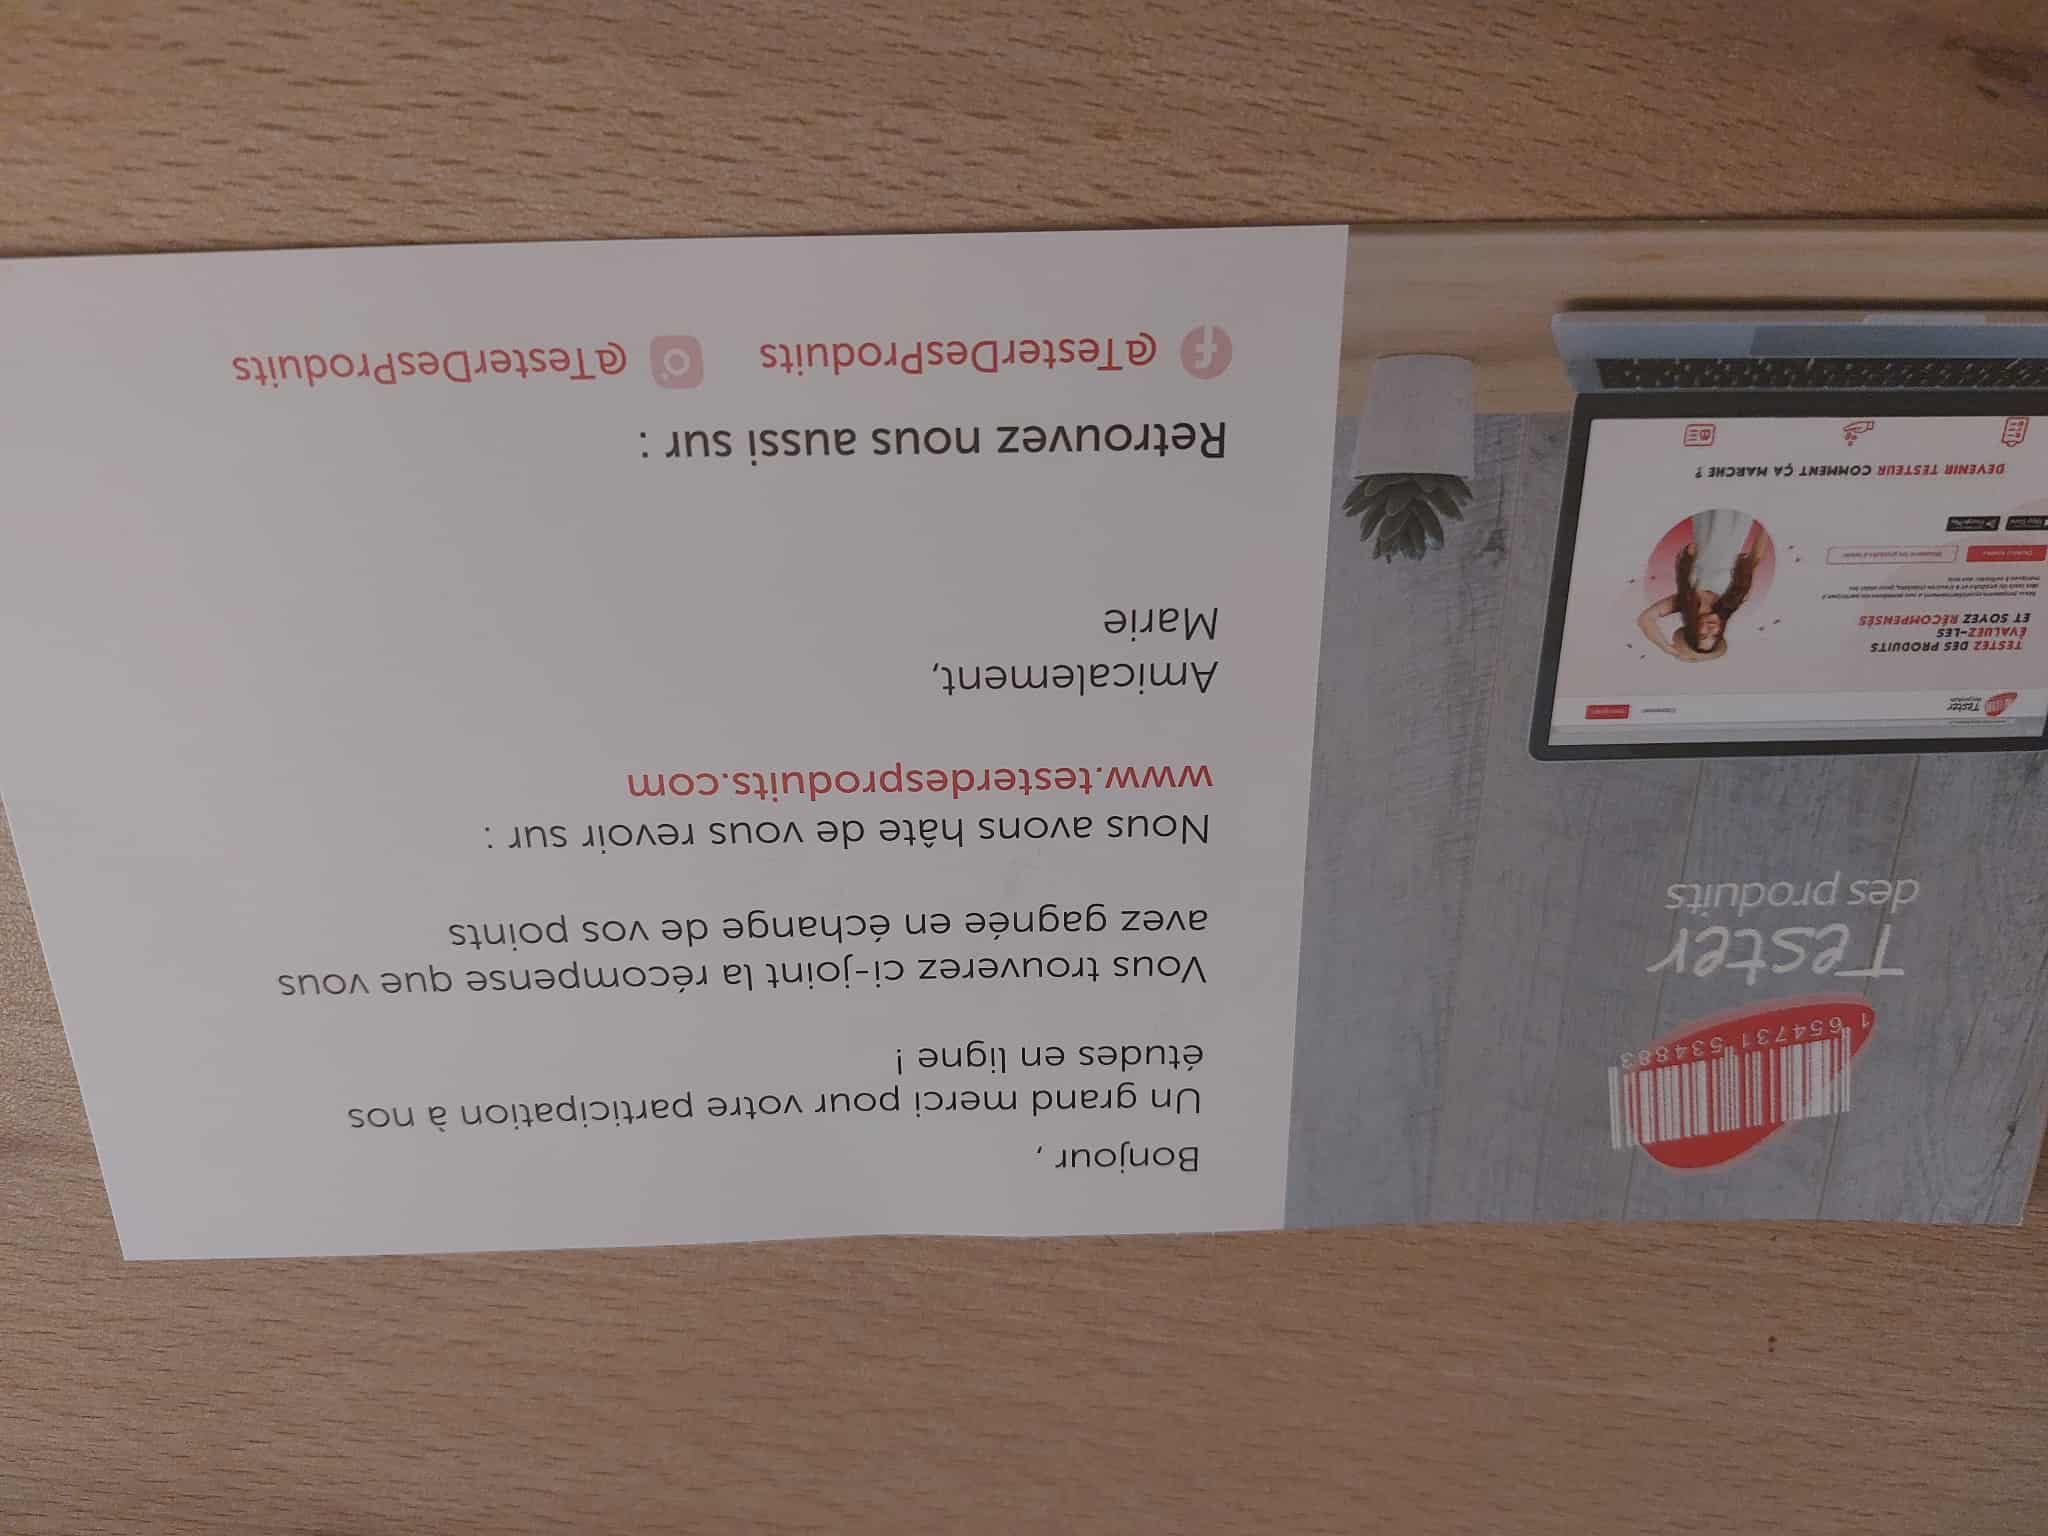 1 654731 534883
Tester
des produits
Tester
TESTEZ DES PRODUITS
ÉVALUEZ-LES
ET SOYEZ RÉCOMPENSÉS
DEVENIR TESTEUR COMMENT ÇA MARCHE ?
Bonjour ,
Un grand merci pour votre participation à nos
études en ligne !
Vous trouverez ci-joint la récompense que vous
avez gagnée en échange de vos points
Nous avons hâte de vous revoir sur :
www.testerdesproduits.com
Amicalement,
Marie
Retrouvez nous aussi sur :
@TesterDesProduits @TesterDesProduits